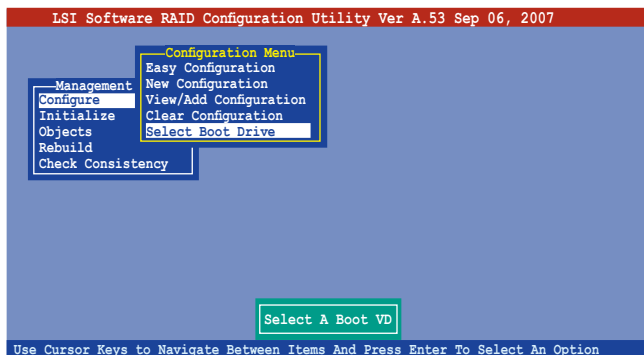 LSI Software RAID Configuration Utility Ver A.53 Sep 06, 2007
Configuration Menu
Easy Configuration
New Configuration
View/Add Configuration
Clear Configuration
Select Boot Drive
Management
Configure
Initialize
Objects
Rebuild
Check Consistency
Select A Boot VD
Use Cursor Keys to Navigate Between Items And Press Enter To Select An Option